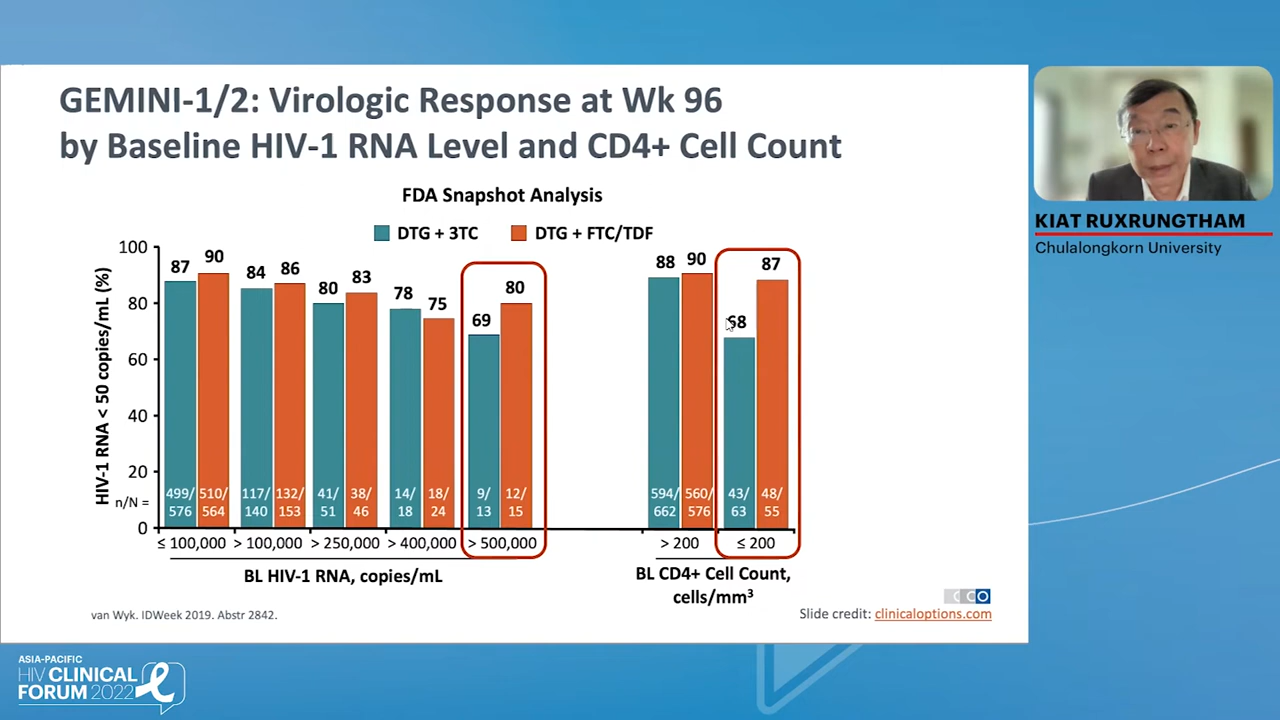 GEMINI-1/2: Virologic Response at Wk 96
by Baseline HIV-1 RNA Level and CD4+ Cell Count
FDA Snapshot Analysis
DTG + 3TC
DTG + FTC/TDF
HIV-1 RNA < 50 copies/mL (%)
100
80
60
40
20
0
87 90 84 86 80 83 78 75 69 80 88 90 68 87
n/N =
499/ 510/ 117/ 132/ 41/ 38/ 14/ 18/ 9/ 12/ 594/ 560/ 43/ 48/
576 564 140 153 51 46 18 24 13 15 662 576 63 55
≤ 100,000 > 100,000 > 250,000 > 400,000 > 500,000 > 200 ≤ 200
BL HIV-1 RNA, copies/mL
BL CD4+ Cell Count,
cells/mm³
van Wyk. IDWeek 2019. Abstr 2842.
CCO
Slide credit: clinicaloptions.com
KIAT RUXRUNGTHAM
Chulalongkorn University
ASIA-PACIFIC
HIV CLINICAL
FORUM 2022